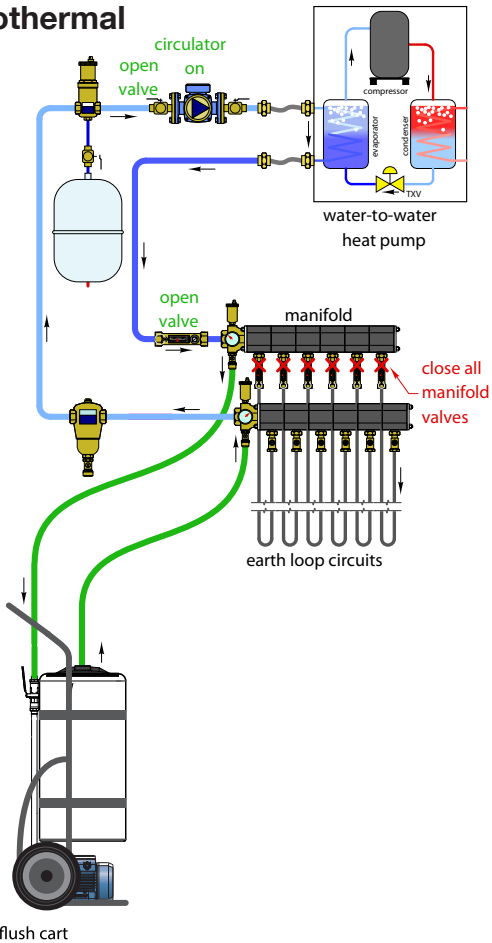 othermal
circulator
on
open
valve
compressor
evaporator
condenser
TXV
water-to-water
heat pump
open
valve
manifold
close all
manifold
valves
earth loop circuits
flush cart